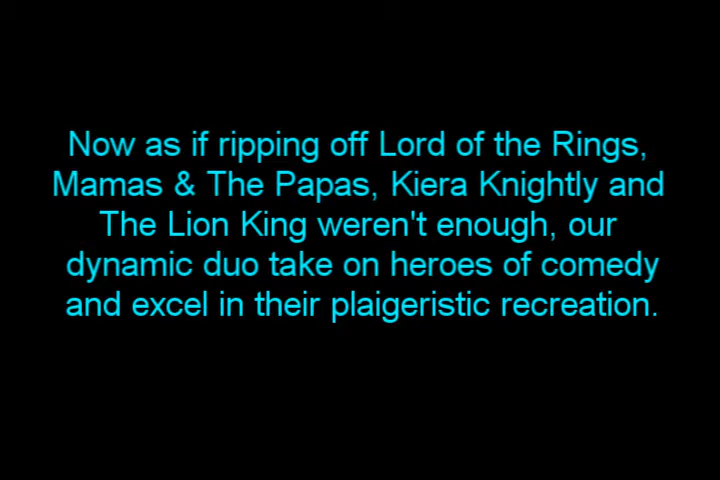 Now as if ripping off Lord of the Rings,
Mamas & The Papas, Kiera Knightly and
The Lion King weren't enough, our
dynamic duo take on heroes of comedy
and excel in their plaigeristic recreation.